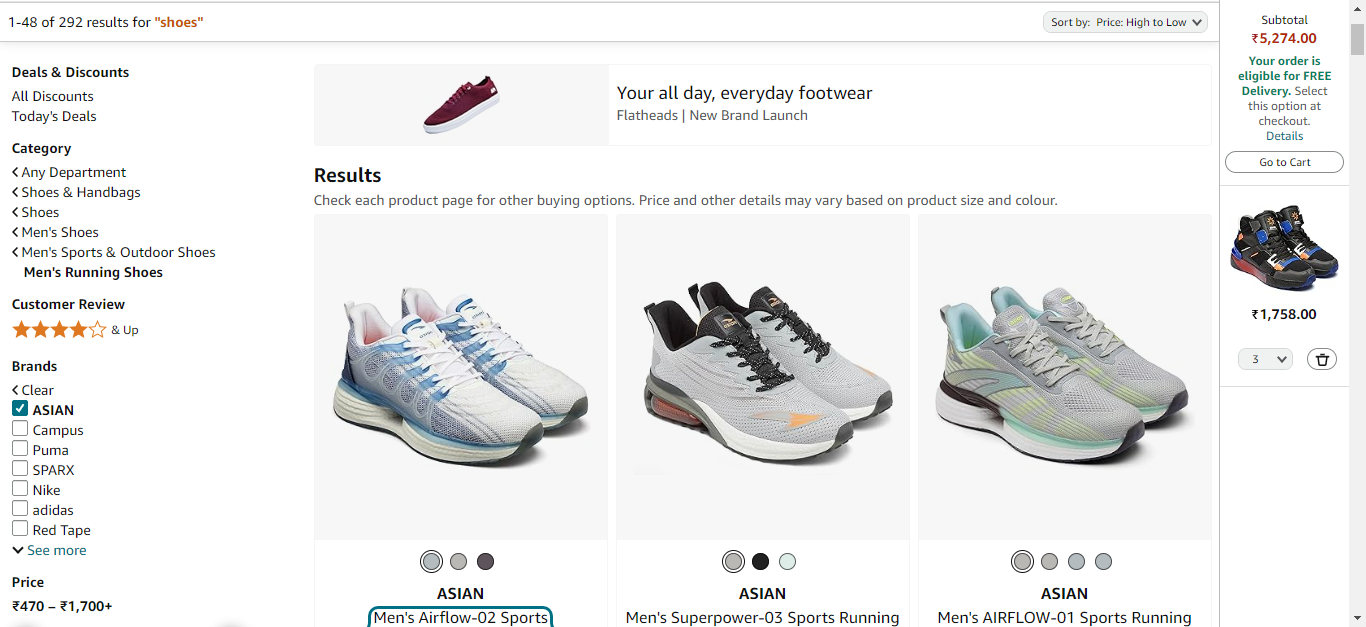 1-48 of 292 results for "shoes"
Sort by: Price: High to Low
Deals & Discounts
All Discounts
Today's Deals
Category
Any Department
Shoes & Handbags
Shoes
Men's Shoes
Men's Sports & Outdoor Shoes
Men's Running Shoes
Customer Review
& Up
Brands
Clear
ASIAN
Campus
Puma
SPARX
Nike
adidas
Red Tape
See more
Price
₹470 – ₹1,700+
Your all day, everyday footwear
Flatheads | New Brand Launch
Results
Check each product page for other buying options. Price and other details may vary based on product size and colour.
ASIAN
Men's Airflow-02 Sports
ASIAN
Men's Superpower-03 Sports Running
ASIAN
Men's AIRFLOW-01 Sports Running
Subtotal
₹5,274.00
Your order is
eligible for FREE
Delivery. Select
this option at
checkout.
Details
Go to Cart
₹1,758.00
3